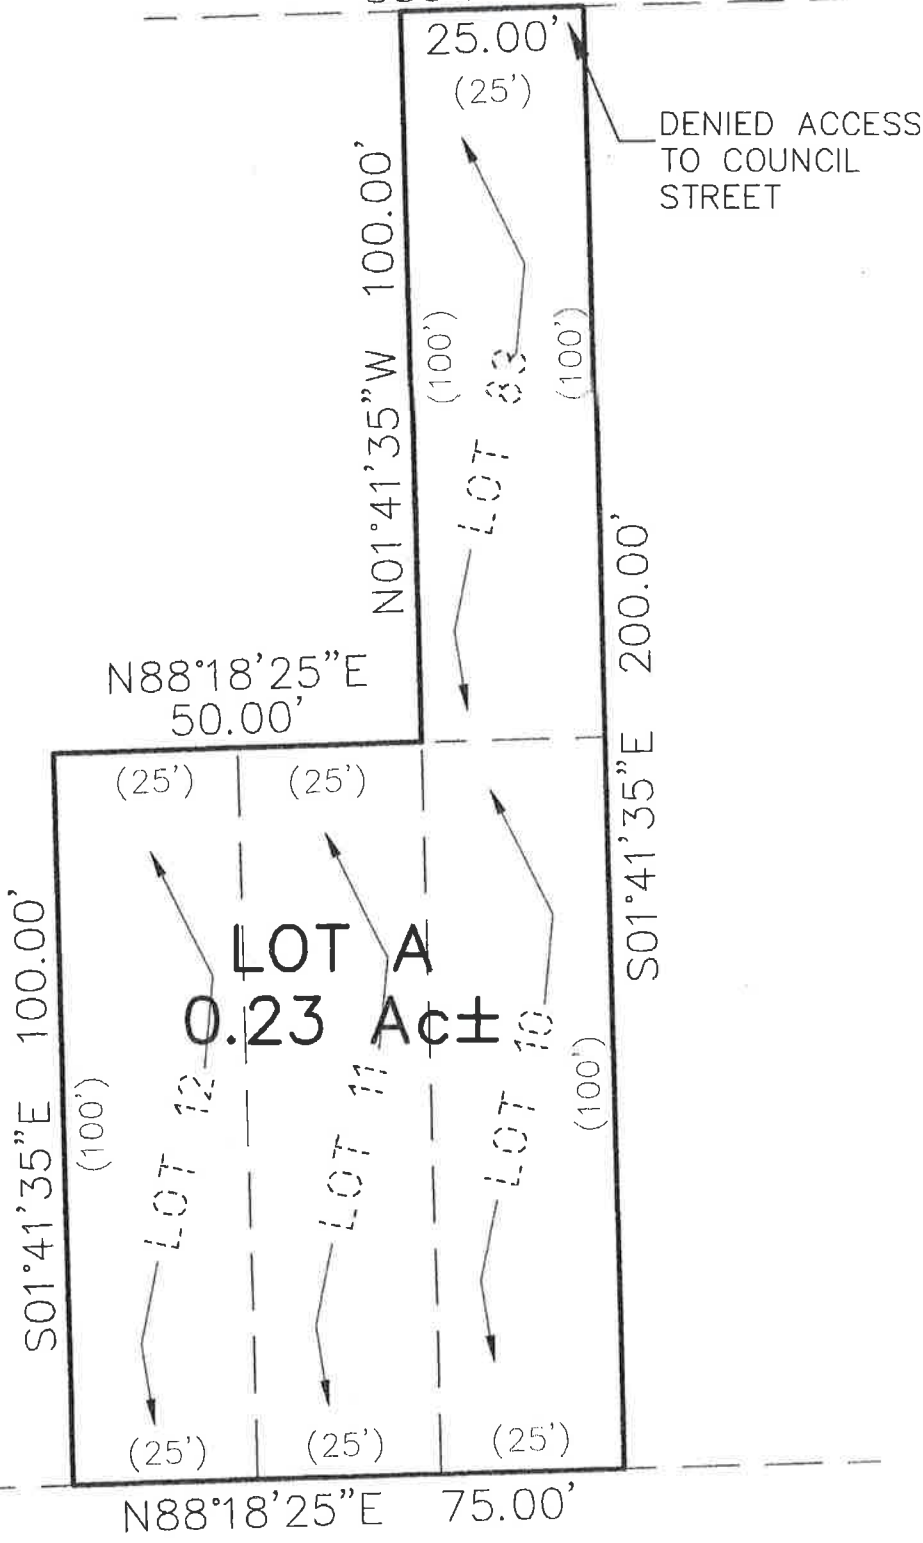 25.00'
(25')
DENIED ACCESS
TO COUNCIL
STREET
N01°41'35"W 100.00'
(100')
(100')
LOT 83
S01°41'35"E 200.00'
N88°18'25"E
50.00'
(25')
(25')
LOT A
0.23 Ac±
S01°41'35"E 100.00'
(100')
LOT 12
LOT 11
LOT 10
(100')
(25')
(25')
(25')
N88°18'25"E 75.00'